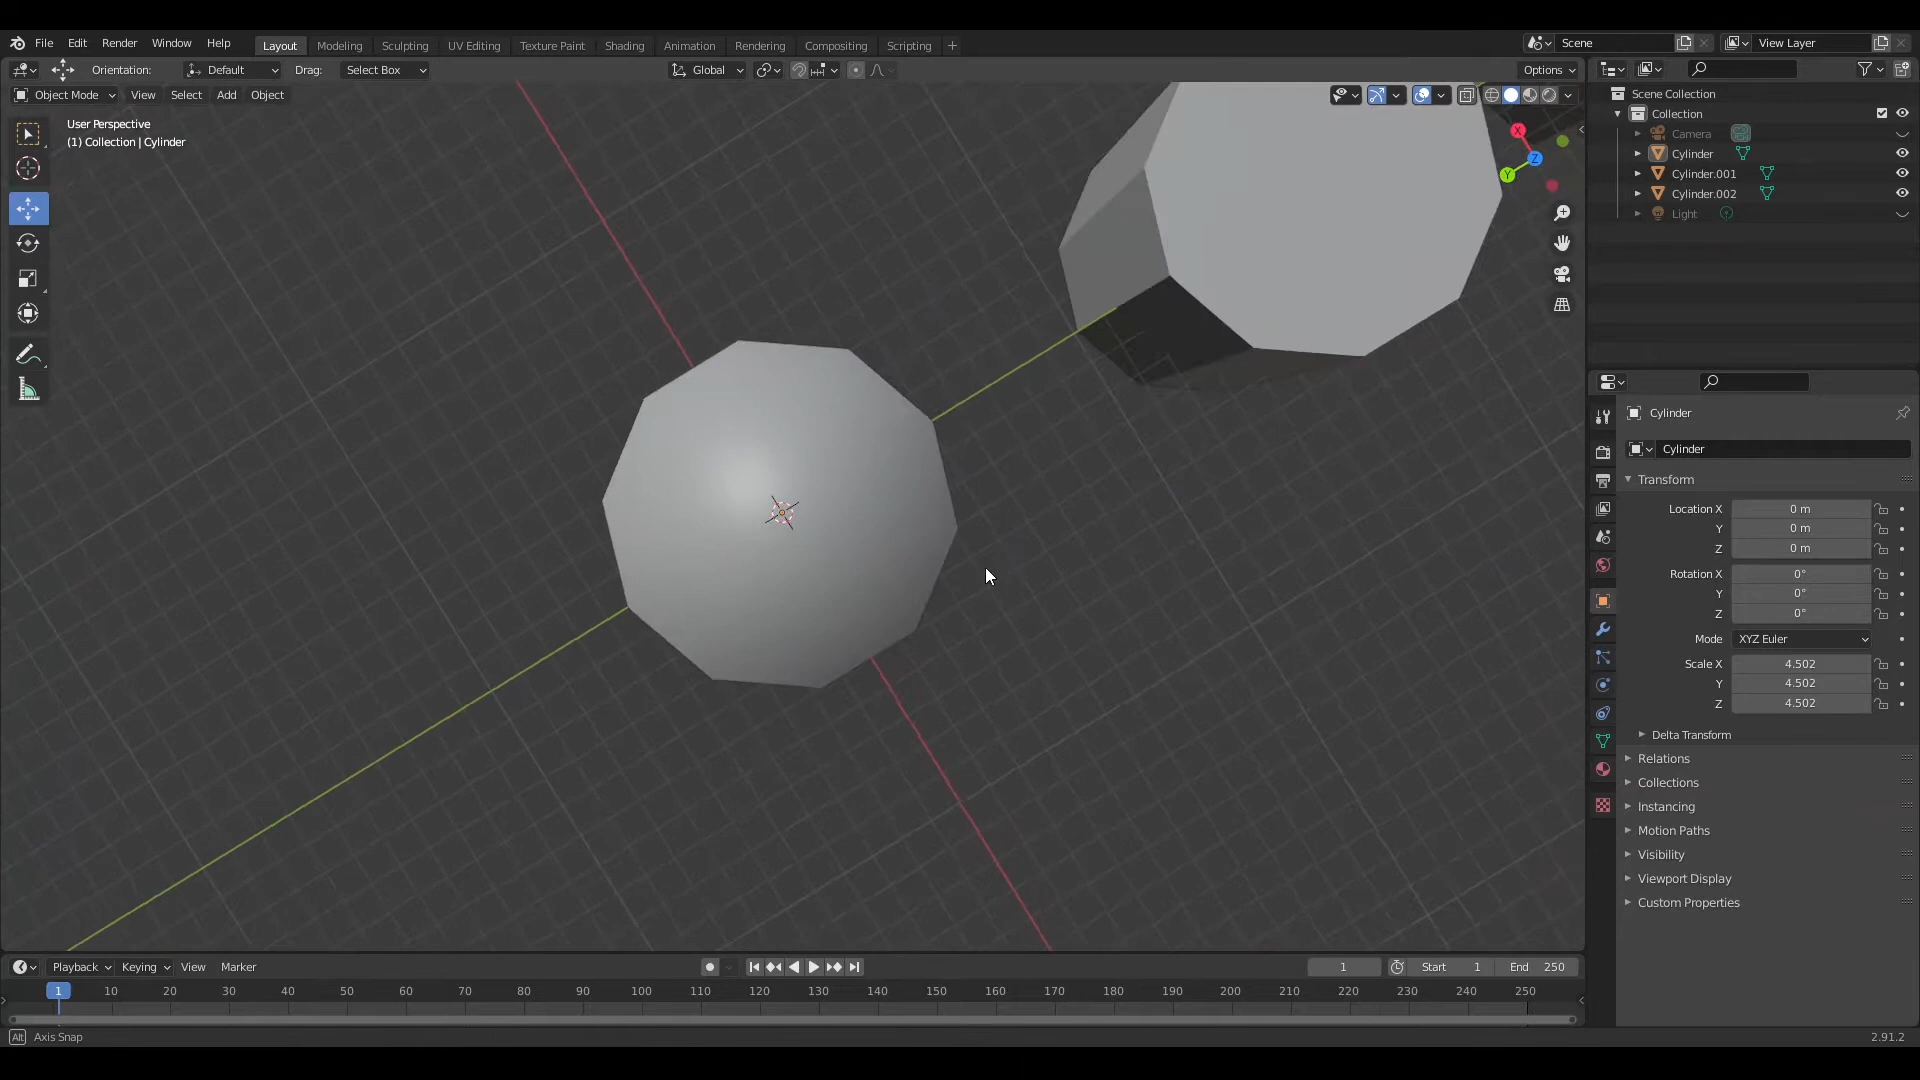 File Edit Render Window Help Layout Modeling Sculpting UV Editing Texture Paint Shading Animation Rendering Compositing Scripting + Scene View Layer
Orientation: Default Drag: Select Box Global Options
Object Mode View Select Add Object
User Perspective
(1) Collection | Cylinder
X
Y
Z
Scene Collection
Collection
Camera
Cylinder
Cylinder.001
Cylinder.002
Light
Cylinder
Cylinder
Transform
Location X 0 m
Y 0 m
Z 0 m
Rotation X 0°
Y 0°
Z 0°
Mode XYZ Euler
Scale X 4.502
Y 4.502
Z 4.502
Delta Transform
Relations
Collections
Instancing
Motion Paths
Visibility
Viewport Display
Custom Properties
Playback Keying View Marker 1 Start 1 End 250
1 10 20 30 40 50 60 70 80 90 100 110 120 130 140 150 160 170 180 190 200 210 220 230 240 250
Alt Axis Snap 2.91.2